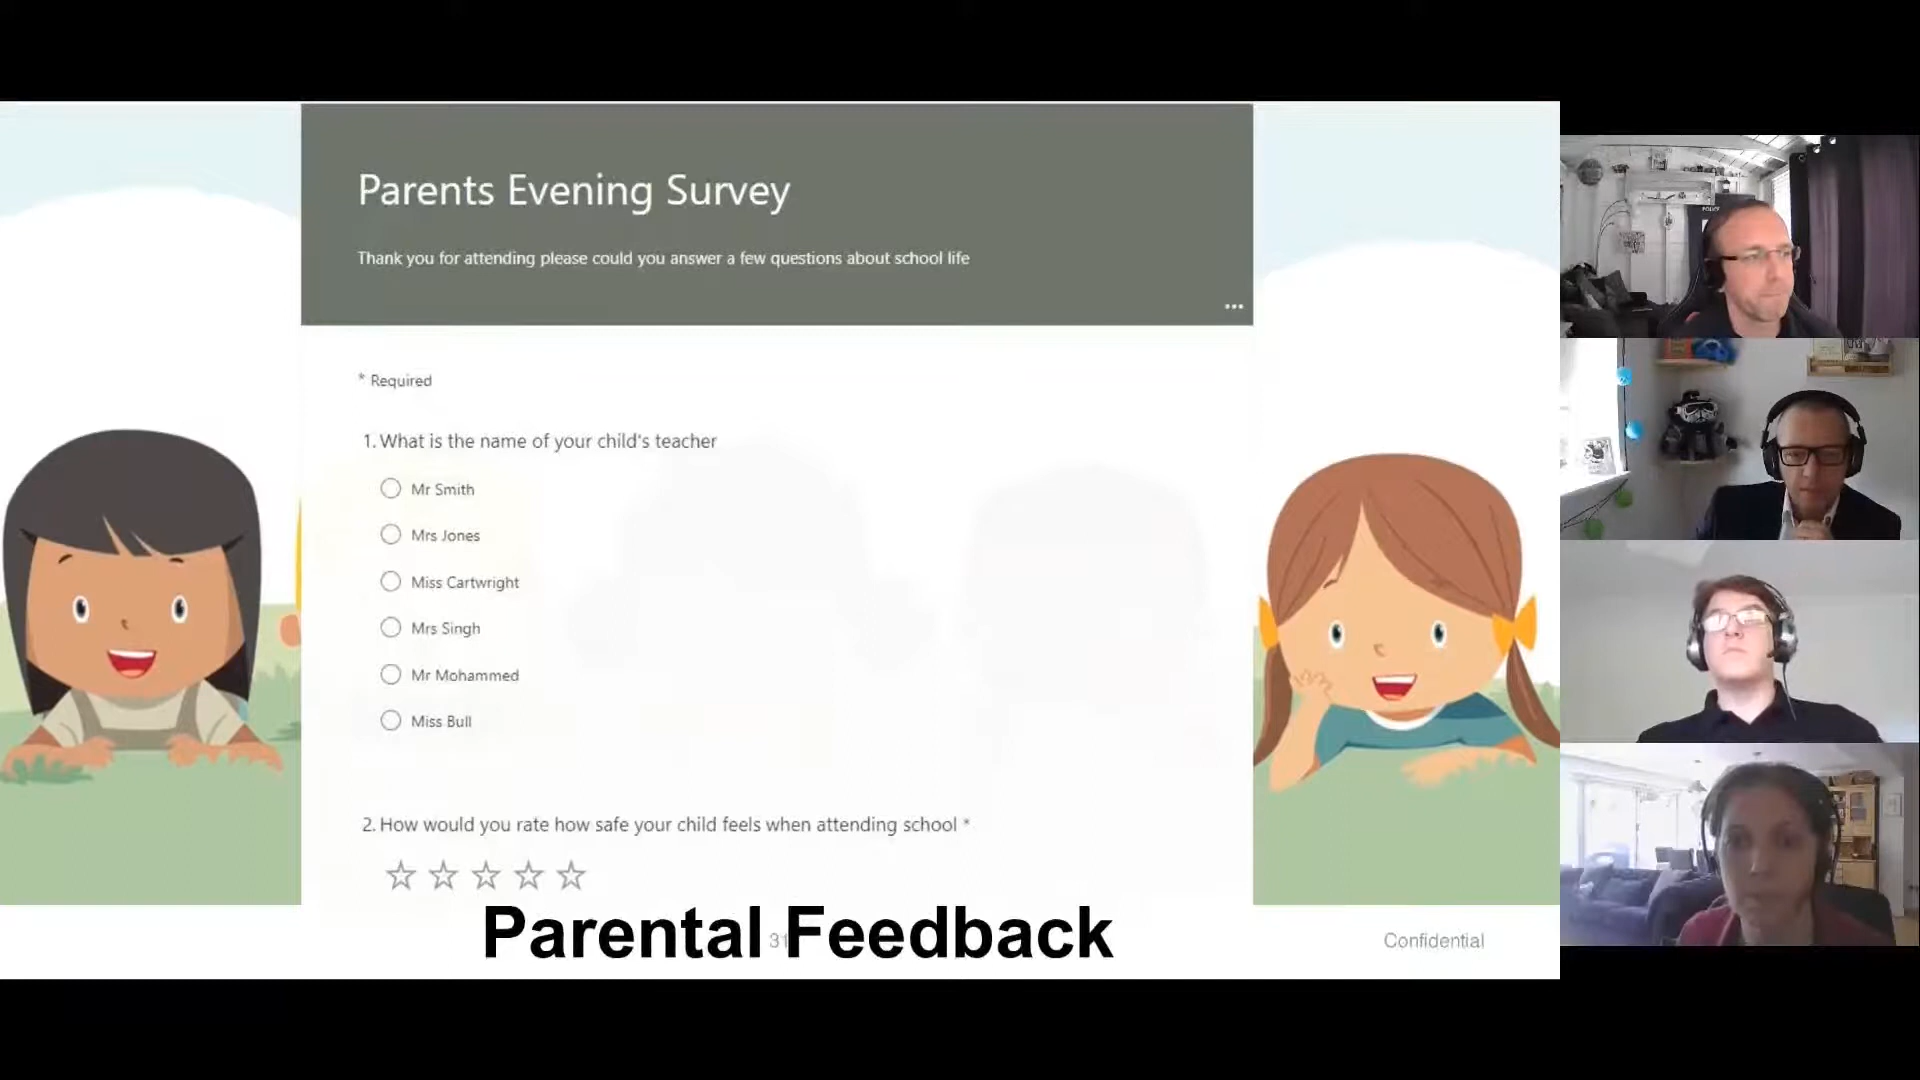 Parents Evening Survey
Thank you for attending please could you answer a few questions about school life
...
* Required
1. What is the name of your child's teacher
Mr Smith
Mrs Jones
Miss Cartwright
Mrs Singh
Mr Mohammed
Miss Bull
2. How would you rate how safe your child feels when attending school *
Parental Feedback
31
Confidential